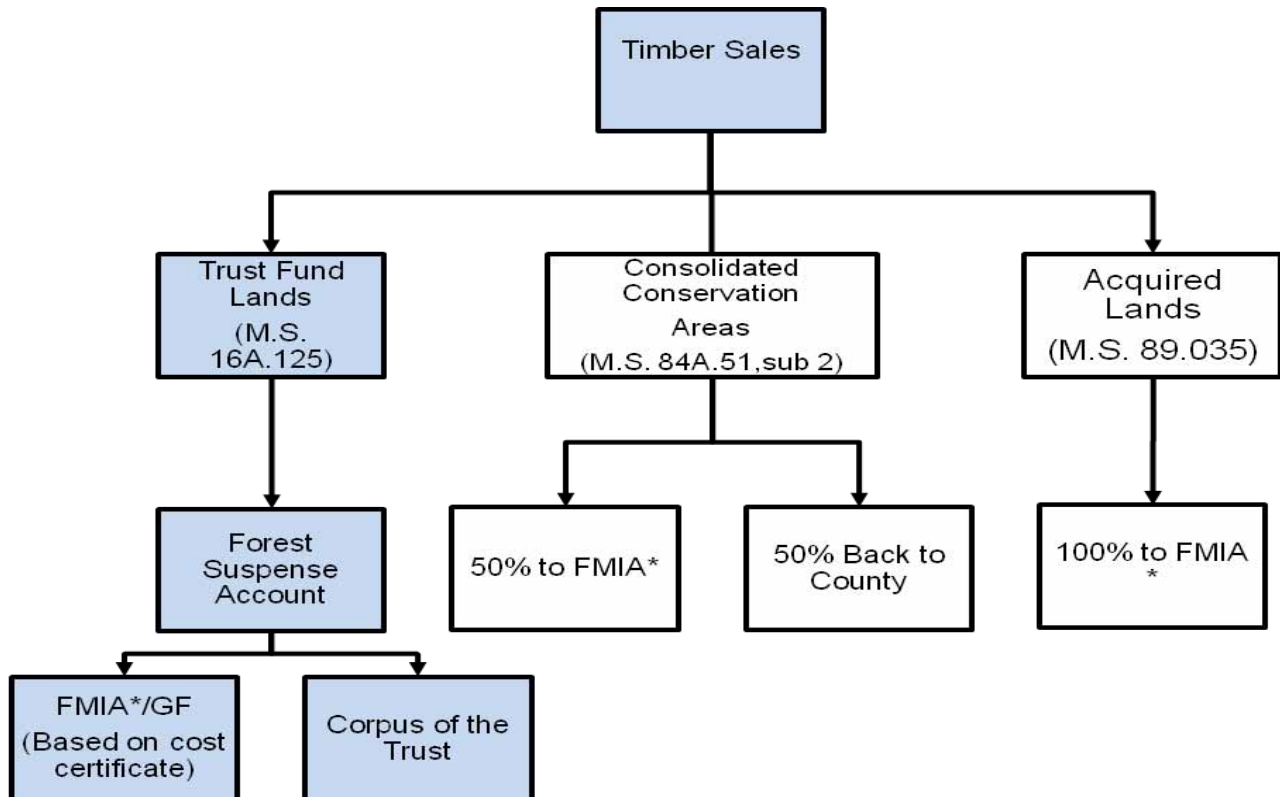 Timber Sales
Trust Fund
Lands
(M.S.
16A.125)
Consolidated
Conservation
Areas
(M.S. 84A.51,sub 2)
Acquired
Lands
(M.S. 89.035)
Forest
Suspense
Account
50% to FMIA*
50% Back to
County
100% to FMIA
*
FMIA*/GF
(Based on cost
certificate)
Corpus of the
Trust